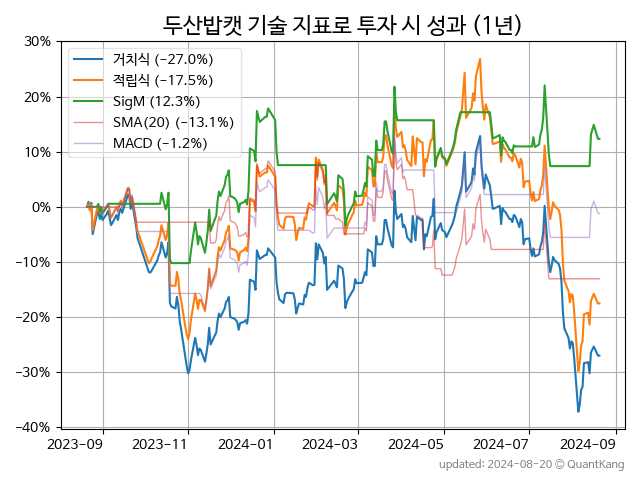 두산밥캣 기술 지표로 투자 시 성과 (1년)
거치식 (−27.0%)
적립식 (−17.5%)
SigM (12.3%)
SMA(20) (−13.1%)
MACD (−1.2%)
30%
20%
10%
0%
−10%
−20%
−30%
−40%
2023-09 2023-11 2024-01 2024-03 2024-05 2024-07 2024-09
updated: 2024-08-20 © QuantKang